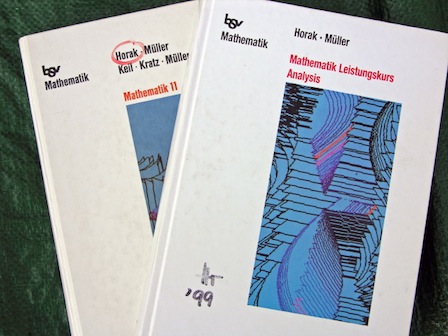 bsv
Mathematik
Horak · Müller
Keil · Kratz · Müller
Mathematik 11
bsv
Mathematik
Horak · Müller
Mathematik Leistungskurs
Analysis
'99